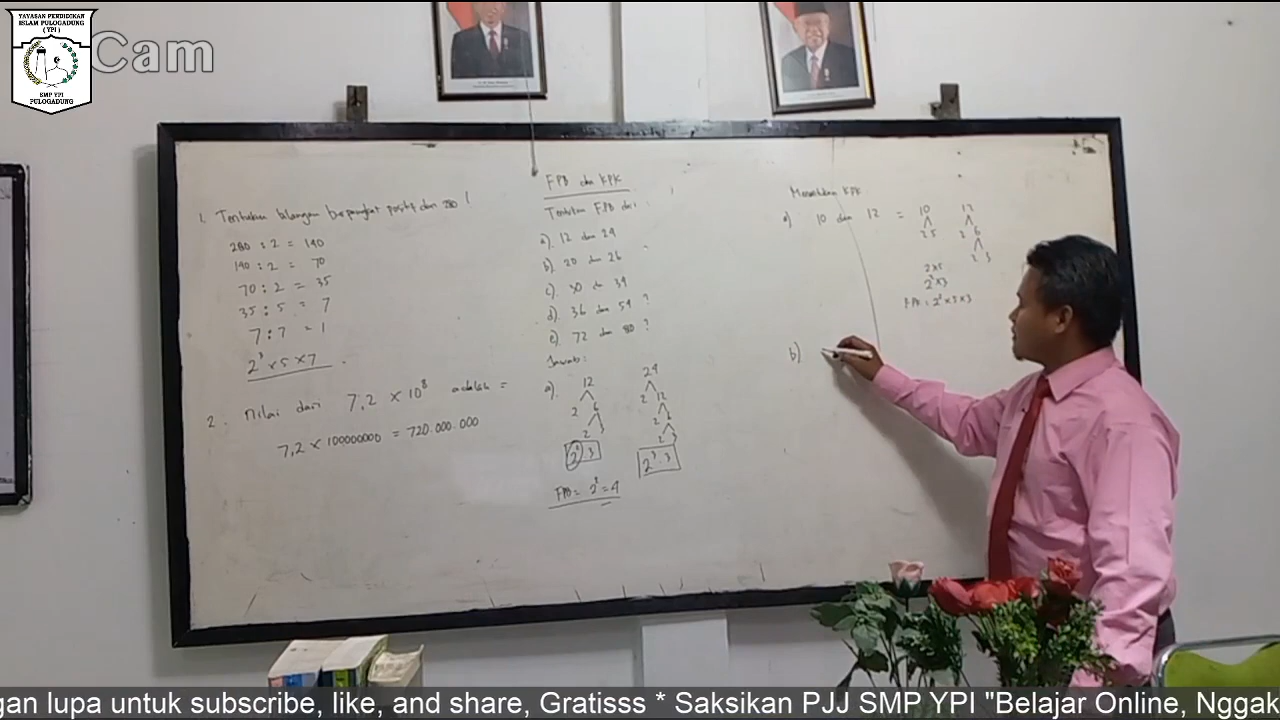 YAYASAN PENDIDIKAN
ISLAM PULOGADUNG
( YPI )
SMP YPI
PULOGADUNG
Cam
1. Tentukan bilangan berpangkat positif dari 280 !
280 : 2 = 140
140 : 2 = 70
70 : 2 = 35
35 : 5 = 7
7 : 7 = 1
2³ x 5 x 7
2. Nilai dari 7,2 x 10⁸ adalah =
7,2 x 100000000 = 720.000.000
FPB dan KPK
Tentukan FPB dari :
a). 12 dan 24
b). 20 dan 26
c). 30 dan 39
d). 36 dan 54 ?
e). 72 dan 80 ?
Jawab :
a). 12 24
2 6 2 12
2 3 2 6
2 3
2² . 3 2³ . 3
FPB = 2² = 4
Menentukan KPK
a) 10 dan 12 = 10 12
2 5 2 6
2 3
2 x 5
2² x 3
KPK = 2² x 5 x 3
b)
gan lupa untuk subscribe, like, and share, Gratisss * Saksikan PJJ SMP YPI "Belajar Online, Nggak